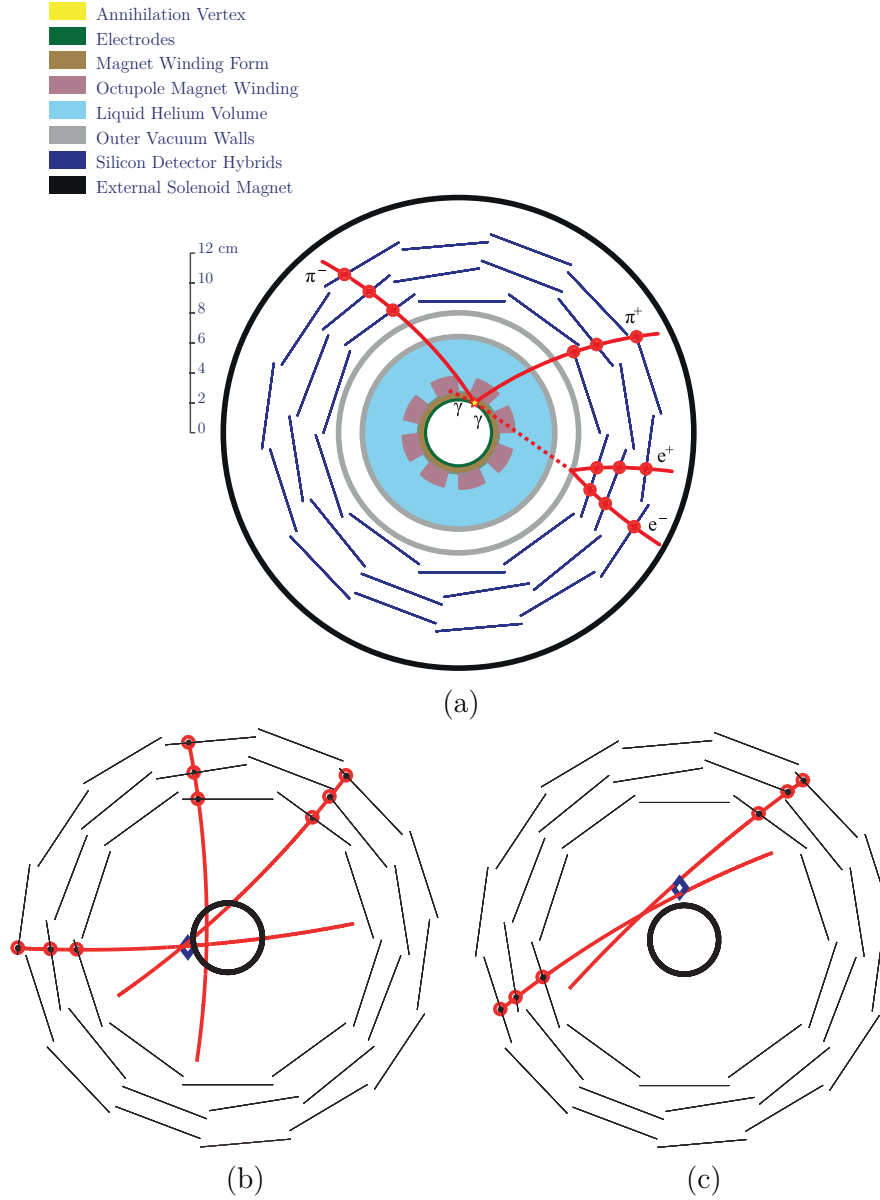 Annihilation Vertex
Electrodes
Magnet Winding Form
Octupole Magnet Winding
Liquid Helium Volume
Outer Vacuum Walls
Silicon Detector Hybrids
External Solenoid Magnet
12 cm
10
8
6
4
2
0
π−
π+
γ
γ
e+
e−
(a)
(b)
(c)